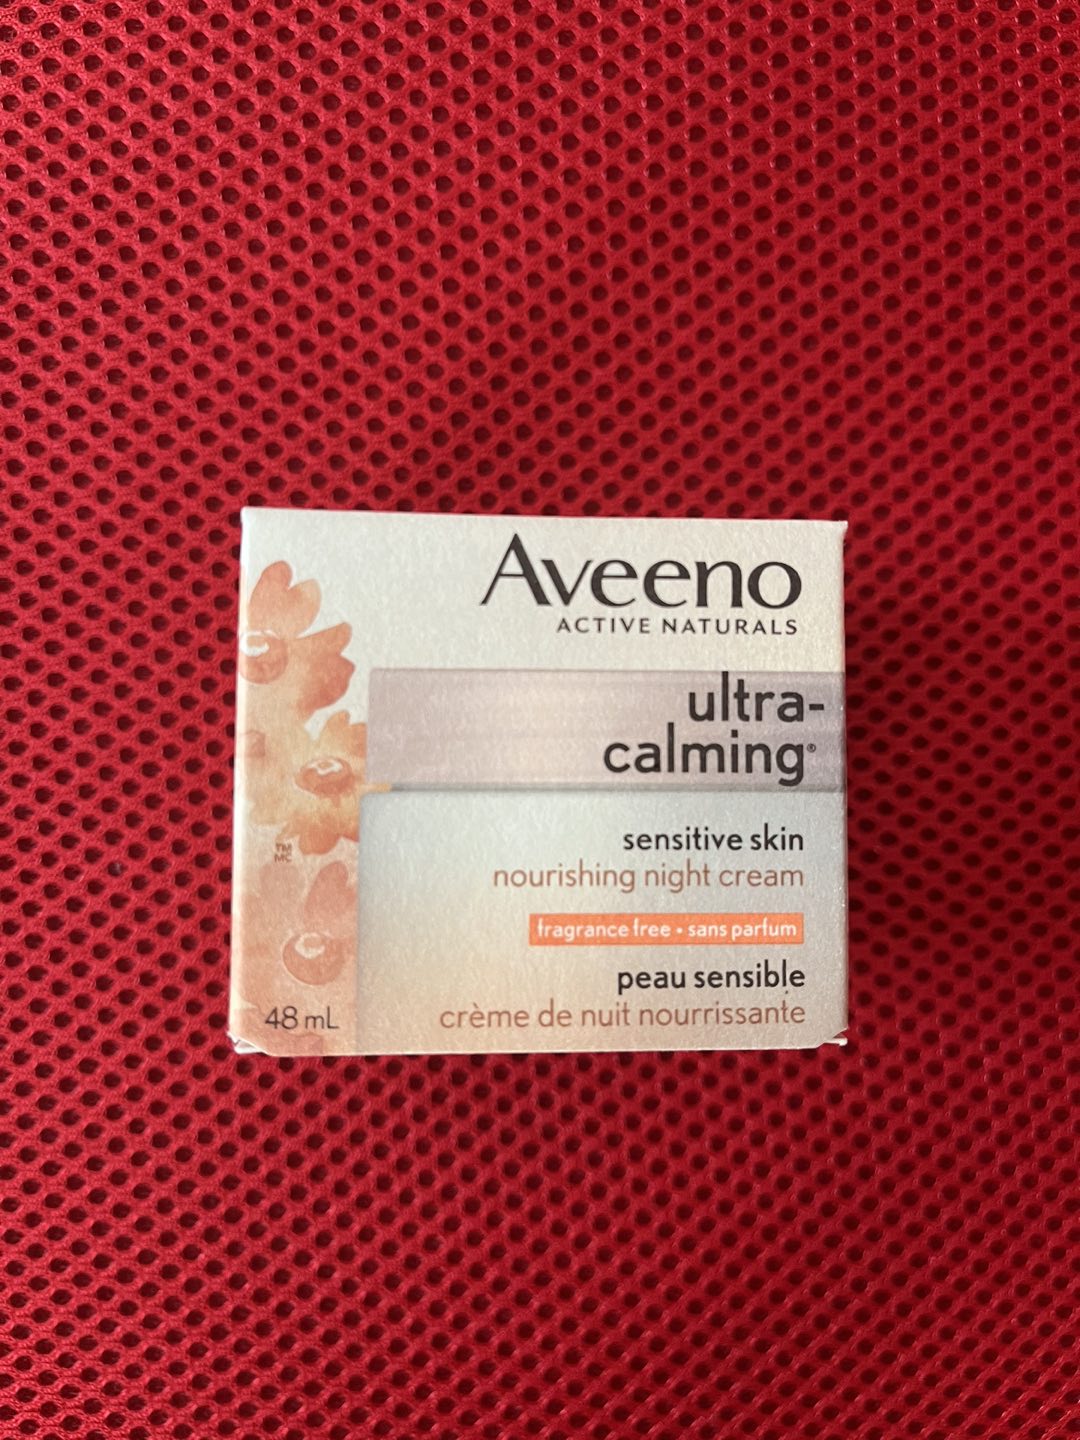 Aveeno
ACTIVE NATURALS
ultra-
calming®
sensitive skin
nourishing night cream
fragrance free • sans parfum
peau sensible
crème de nuit nourrissante
TM
MC
48 mL